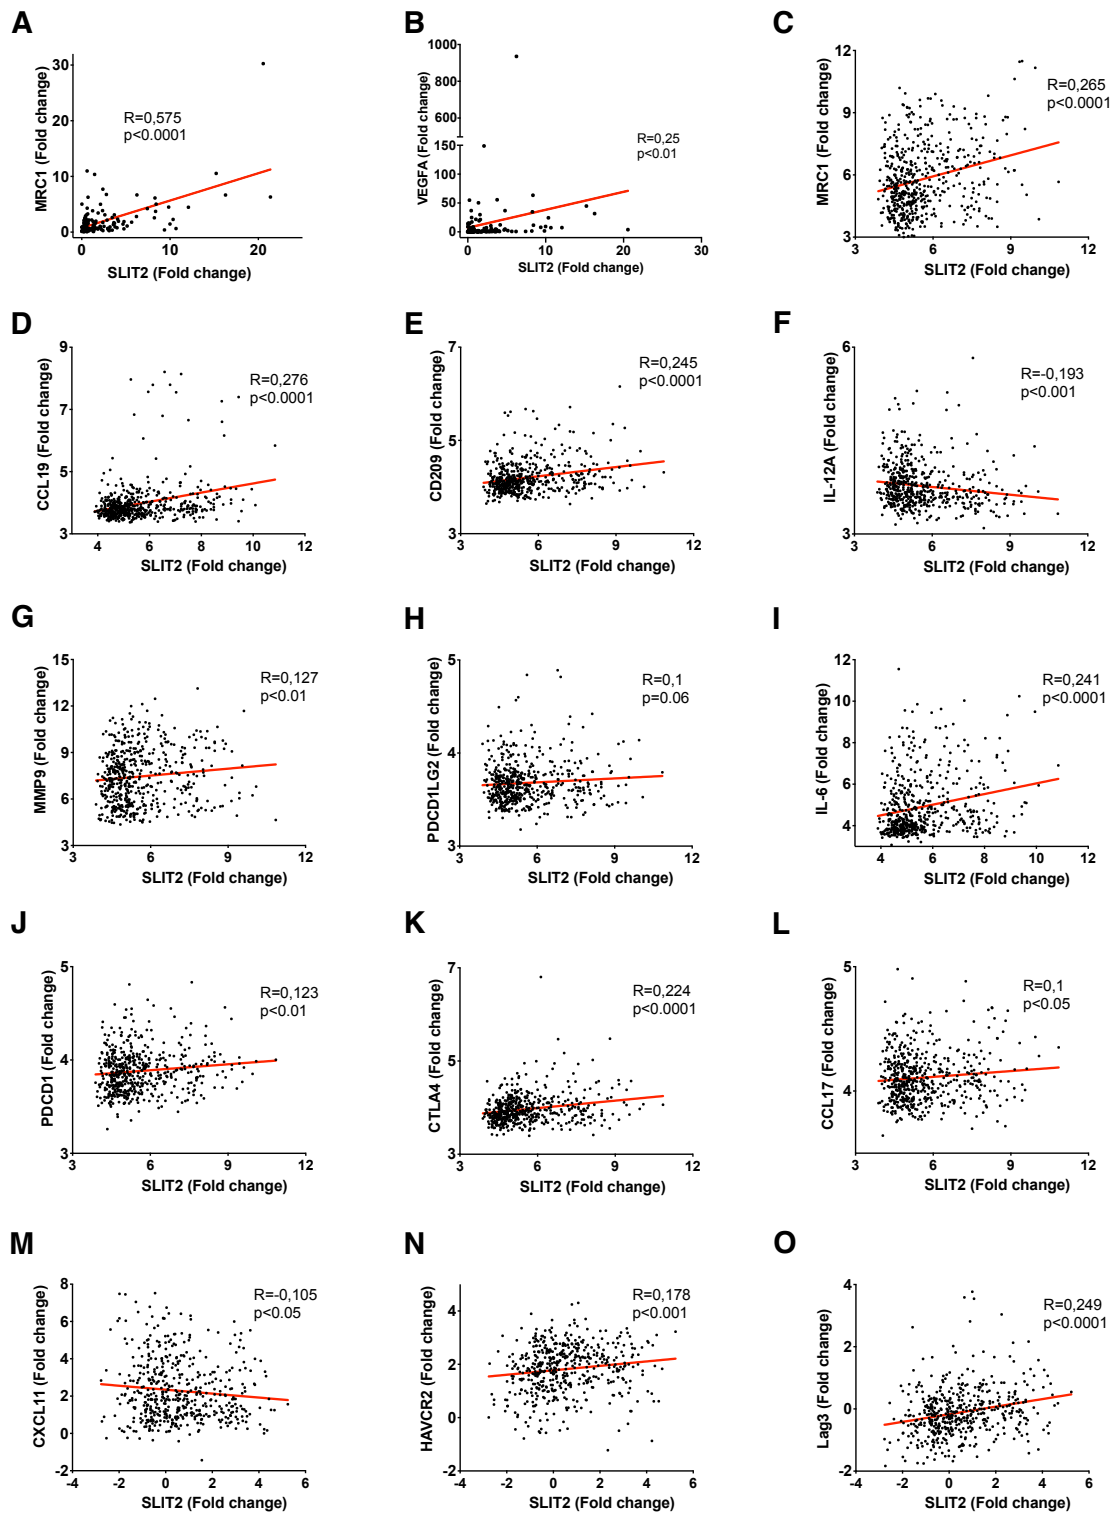 A
MRC1 (Fold change)
30
20
10
0
R=0,575
p<0.0001
0 10 20
SLIT2 (Fold change)
B
VEGFA (Fold change)
1000
800
600
150
100
50
0
R=0,25
p<0.01
0 10 20 30
SLIT2 (Fold change)
C
MRC1 (Fold change)
12
9
6
3
R=0,265
p<0.0001
3 6 9 12
SLIT2 (Fold change)
D
CCL19 (Fold change)
9
7
5
3
R=0,276
p<0.0001
4 6 8 10 12
SLIT2 (Fold change)
E
CD209 (Fold change)
7
5
3
R=0,245
p<0.0001
3 6 9 12
SLIT2 (Fold change)
F
IL-12A (Fold change)
6
3
R=-0,193
p<0.001
3 6 9 12
SLIT2 (Fold change)
G
MMP9 (Fold change)
15
12
9
6
3
R=0,127
p<0.01
3 6 9 12
SLIT2 (Fold change)
H
PDCD1LG2 (Fold change)
5
4
3
R=0,1
p=0.06
3 6 9 12
SLIT2 (Fold change)
I
IL-6 (Fold change)
12
10
8
6
4
R=0,241
p<0.0001
4 6 8 10 12
SLIT2 (Fold change)
J
PDCD1 (Fold change)
5
4
3
R=0,123
p<0.01
3 6 9 12
SLIT2 (Fold change)
K
CTLA4 (Fold change)
7
5
3
R=0,224
p<0.0001
3 6 9 12
SLIT2 (Fold change)
L
CCL17 (Fold change)
5
4
R=0,1
p<0.05
3 6 9 12
SLIT2 (Fold change)
M
CXCL11 (Fold change)
8
6
4
2
0
-2
R=-0,105
p<0.05
-4 -2 0 2 4 6
SLIT2 (Fold change)
N
HAVCR2 (Fold change)
4
2
0
-2
R=0,178
p<0.001
-4 -2 0 2 4 6
SLIT2 (Fold change)
O
Lag3 (Fold change)
4
2
0
-2
R=0,249
p<0.0001
-4 -2 0 2 4 6
SLIT2 (Fold change)